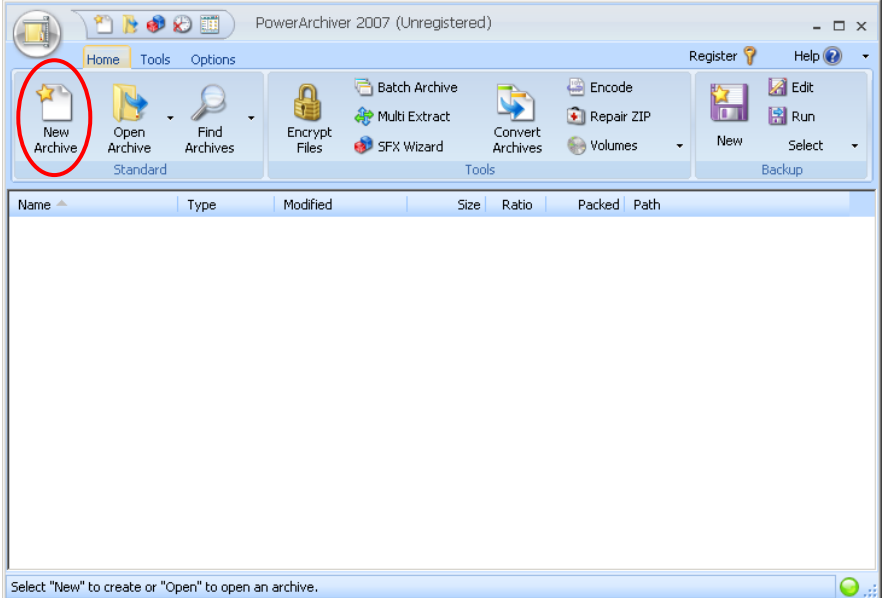 PowerArchiver 2007 (Unregistered)
Home Tools Options Register Help
New Archive
Open Archive
Find Archives
Standard
Encrypt Files
Batch Archive
Multi Extract
SFX Wizard
Convert Archives
Encode
Repair ZIP
Volumes
Tools
New
Edit
Run
Select
Backup
Name Type Modified Size Ratio Packed Path
Select "New" to create or "Open" to open an archive.